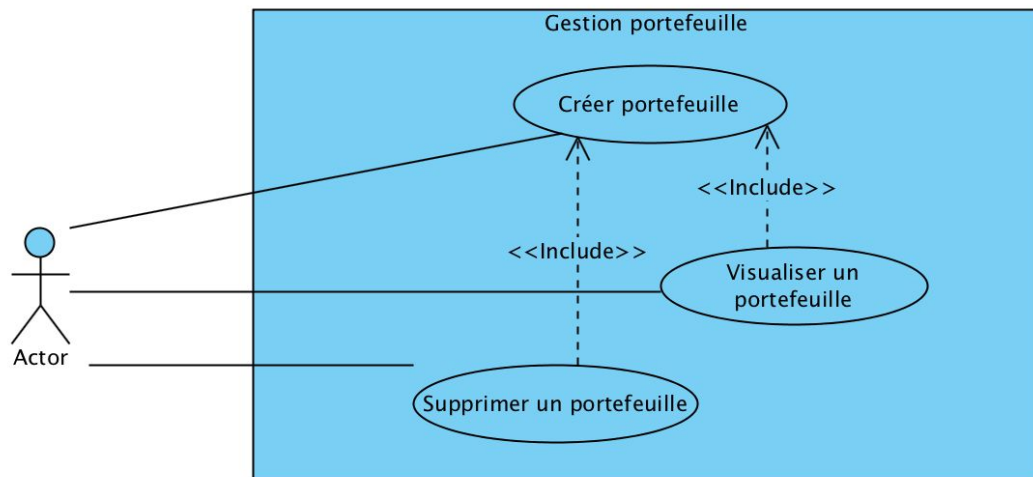 Gestion portefeuille
Créer portefeuille
<<Include>>
<<Include>>
Visualiser un
portefeuille
Actor
Supprimer un portefeuille